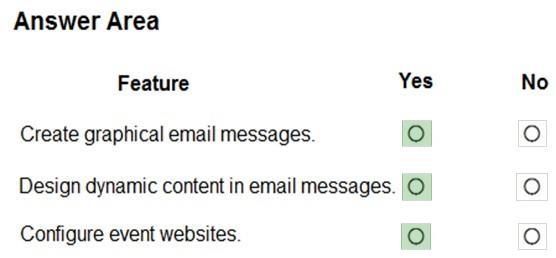 Answer Area
Feature Yes No
Create graphical email messages.
Design dynamic content in email messages.
Configure event websites.